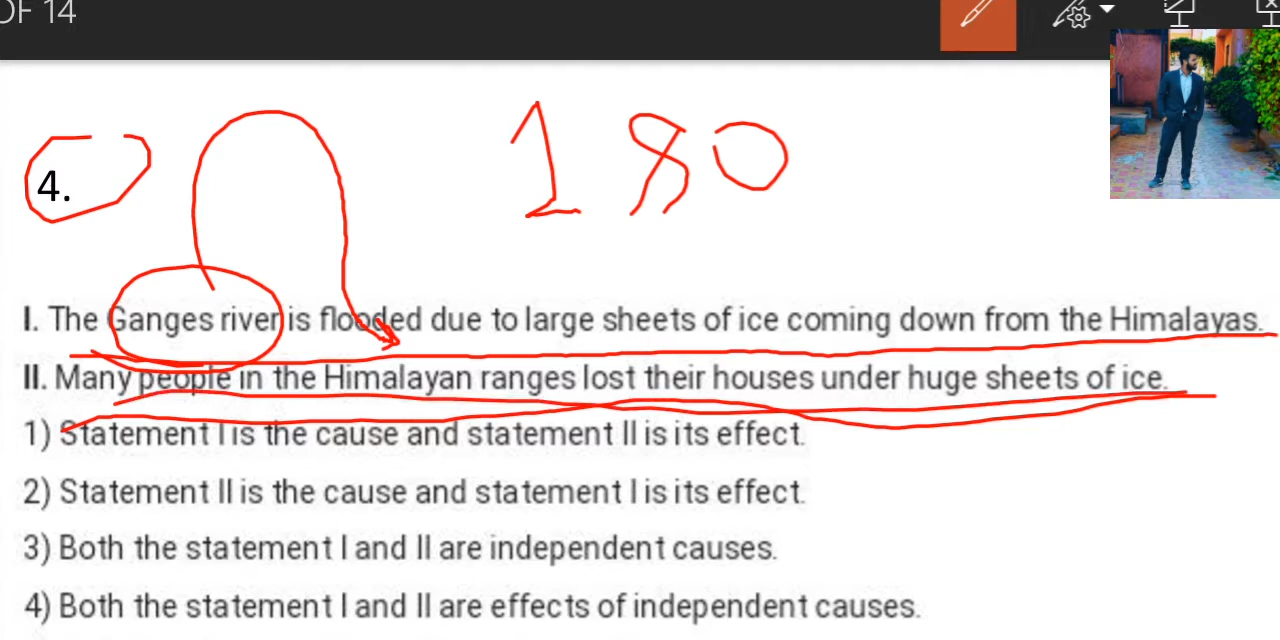 OF 14
180
4.
I. The Ganges river is flooded due to large sheets of ice coming down from the Himalayas.
II. Many people in the Himalayan ranges lost their houses under huge sheets of ice.
1) Statement I is the cause and statement II is its effect.
2) Statement II is the cause and statement I is its effect.
3) Both the statement I and II are independent causes.
4) Both the statement I and II are effects of independent causes.